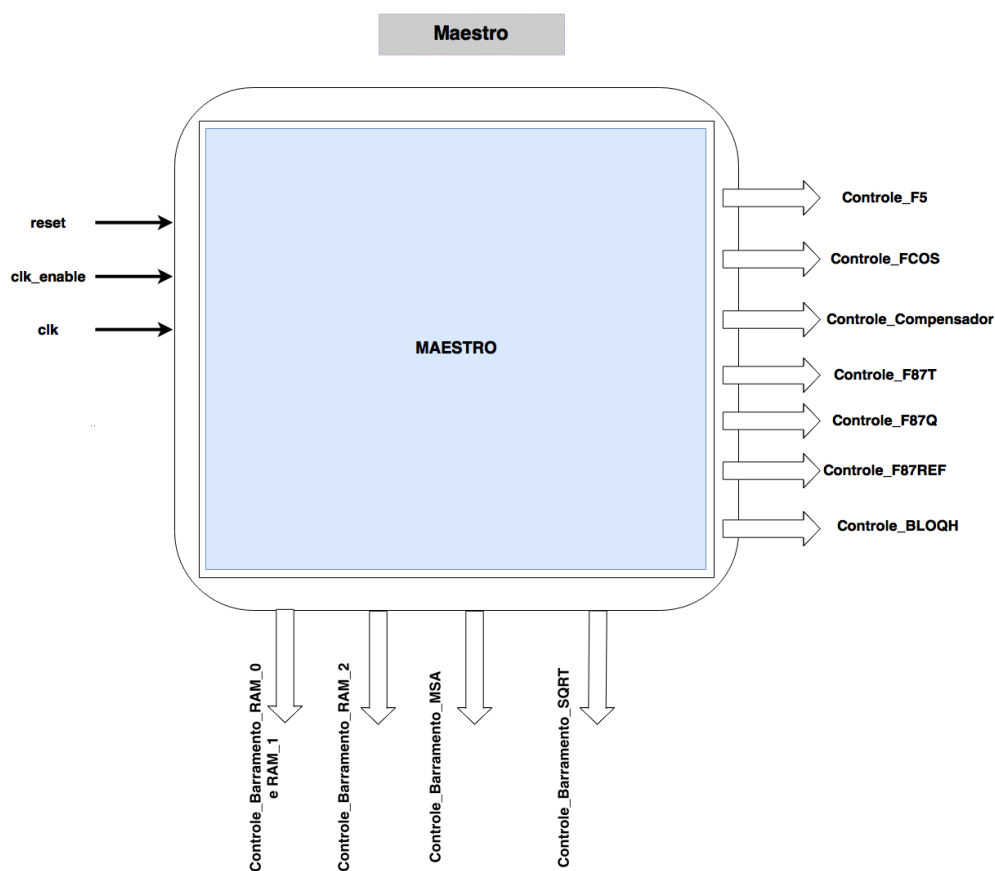 Maestro
reset
clk_enable
clk
MAESTRO
Controle_F5
Controle_FCOS
Controle_Compensador
Controle_F87T
Controle_F87Q
Controle_F87REF
Controle_BLOQH
Controle_Barramento_RAM_0
e RAM_1
Controle_Barramento_RAM_2
Controle_Barramento_MSA
Controle_Barramento_SQRT